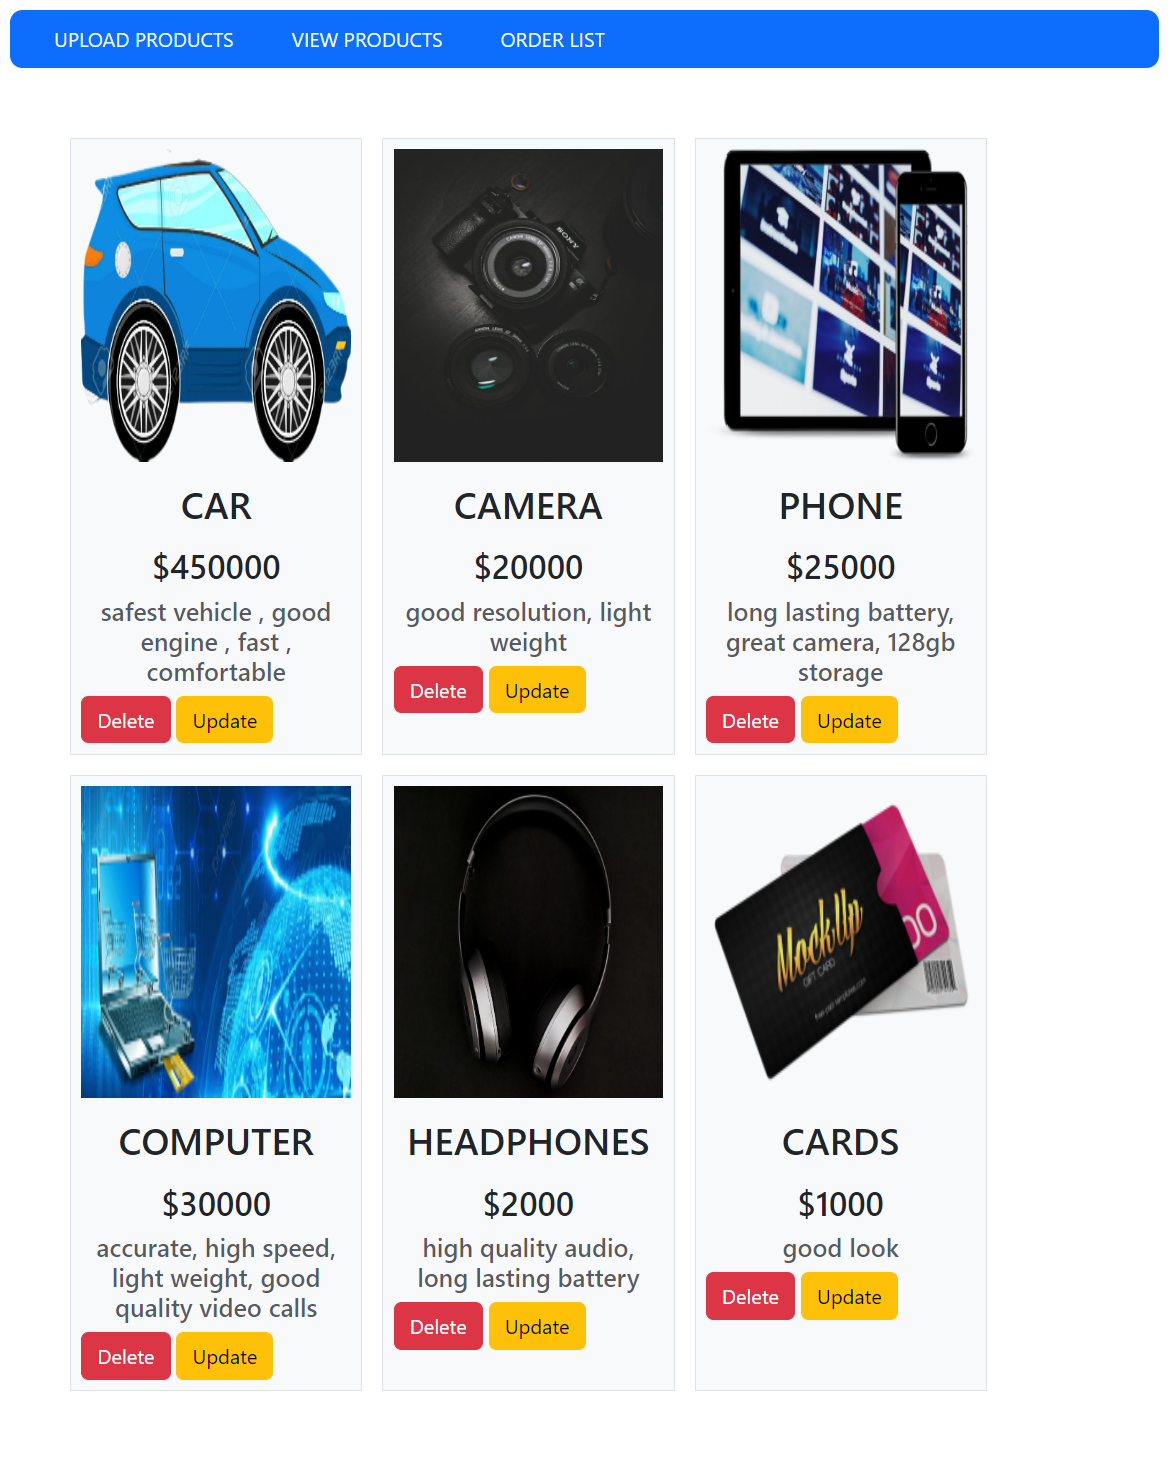 UPLOAD PRODUCTS VIEW PRODUCTS ORDER LIST
SONY
CAR
$450000
safest vehicle , good
engine , fast ,
comfortable
Delete Update
CAMERA
$20000
good resolution, light
weight
Delete Update
PHONE
$25000
long lasting battery,
great camera, 128gb
storage
Delete Update
COMPUTER
$30000
accurate, high speed,
light weight, good
quality video calls
Delete Update
HEADPHONES
$2000
high quality audio,
long lasting battery
Delete Update
MockUp
GIFT CARD
CARDS
$1000
good look
Delete Update